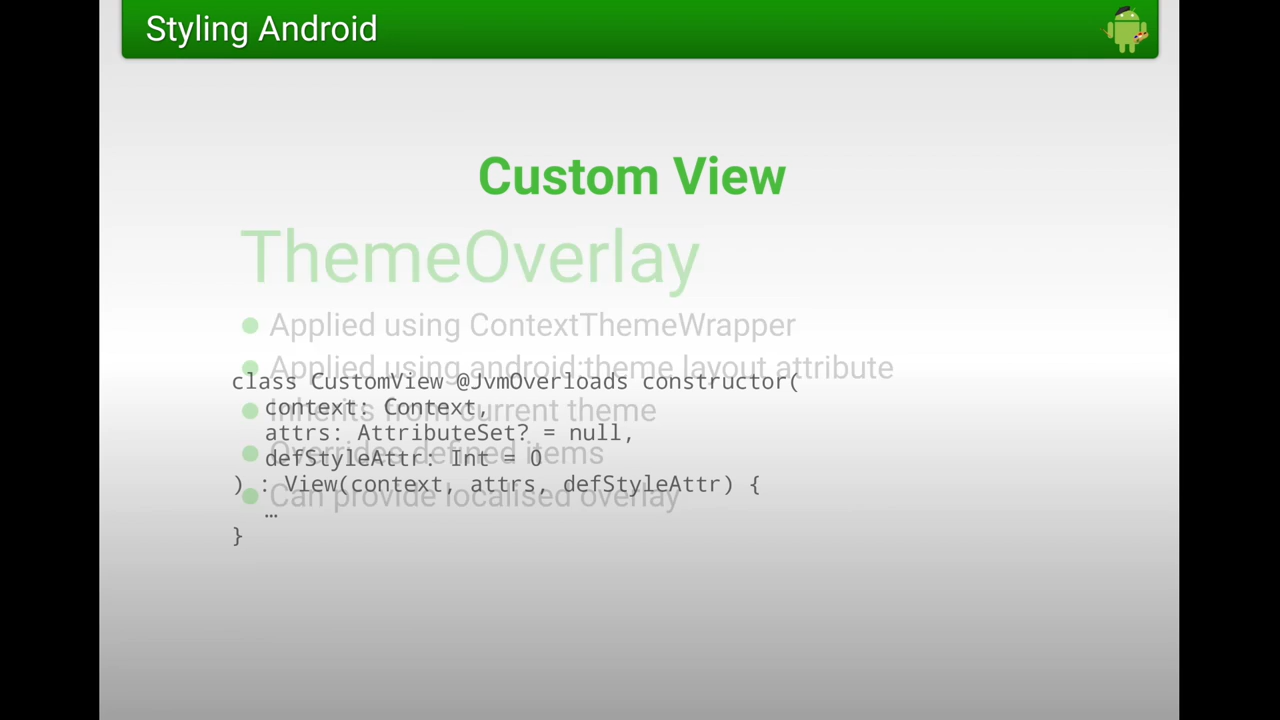 Styling Android
Custom View
ThemeOverlay
Applied using ContextThemeWrapper
Applied using android:theme layout attribute
class CustomView @JvmOverloads constructor(
context: Context,
Inherits from current theme
attrs: AttributeSet? = null,
Overrides defined items
defStyleAttr: Int = 0
) : View(context, attrs, defStyleAttr) {
Can provide localised overlay
…
}